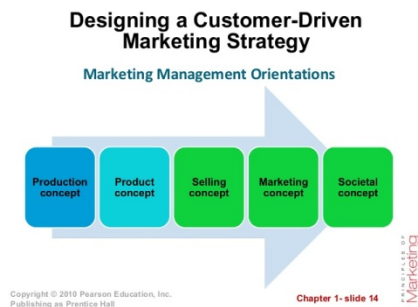 Designing a Customer-Driven
Marketing Strategy
Marketing Management Orientations
Production
concept
Product
concept
Selling
concept
Marketing
concept
Societal
concept
Copyright © 2010 Pearson Education, Inc.
Publishing as Prentice Hall
Chapter 1- slide 14
PRINCIPLES OF
Marketing